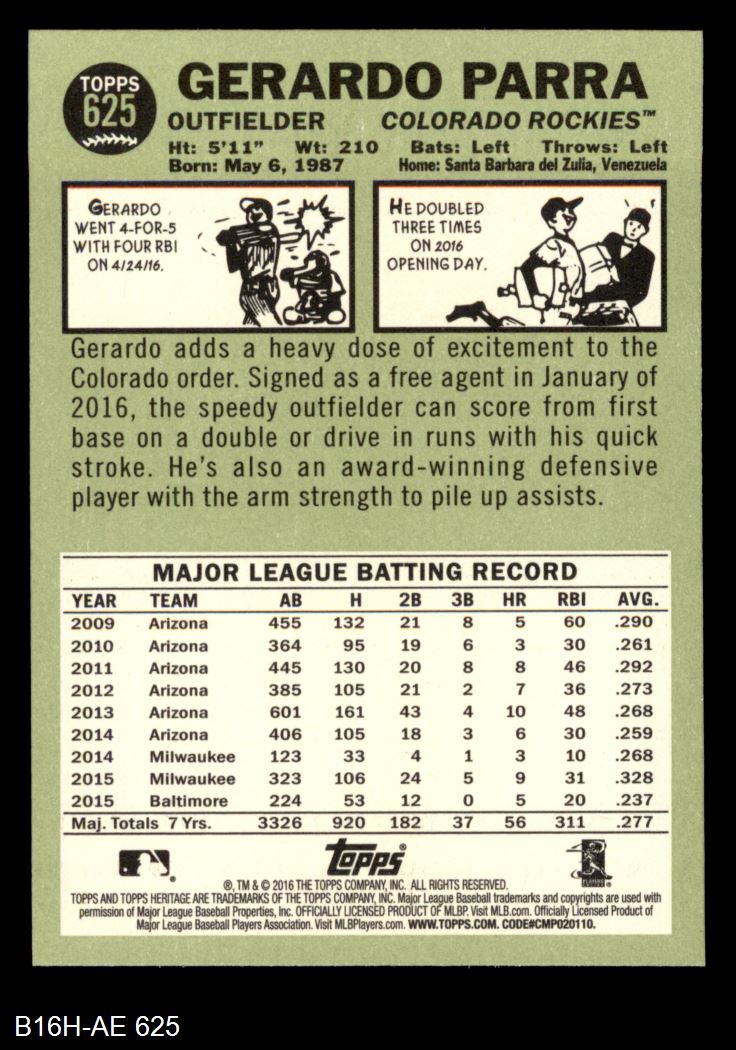 TOPPS
625
GERARDO PARRA
OUTFIELDER COLORADO ROCKIES™
Ht: 5'11" Wt: 210 Bats: Left Throws: Left
Born: May 6, 1987 Home: Santa Barbara del Zulia, Venezuela
GERARDO
WENT 4-FOR-5
WITH FOUR RBI
ON 4/24/16.
HE DOUBLED
THREE TIMES
ON 2016
OPENING DAY.
Gerardo adds a heavy dose of excitement to the
Colorado order. Signed as a free agent in January of
2016, the speedy outfielder can score from first
base on a double or drive in runs with his quick
stroke. He's also an award-winning defensive
player with the arm strength to pile up assists.
MAJOR LEAGUE BATTING RECORD
YEAR TEAM AB H 2B 3B HR RBI AVG.
2009 Arizona 455 132 21 8 5 60 .290
2010 Arizona 364 95 19 6 3 30 .261
2011 Arizona 445 130 20 8 8 46 .292
2012 Arizona 385 105 21 2 7 36 .273
2013 Arizona 601 161 43 4 10 48 .268
2014 Arizona 406 105 18 3 6 30 .259
2014 Milwaukee 123 33 4 1 3 10 .268
2015 Milwaukee 323 106 24 5 9 31 .328
2015 Baltimore 224 53 12 0 5 20 .237
Maj. Totals 7 Yrs. 3326 920 182 37 56 311 .277
Topps®
®, TM & © 2016 THE TOPPS COMPANY, INC. ALL RIGHTS RESERVED.
TOPPS AND TOPPS HERITAGE ARE TRADEMARKS OF THE TOPPS COMPANY, INC. Major League Baseball trademarks and copyrights are used with
permission of Major League Baseball Properties, Inc. OFFICIALLY LICENSED PRODUCT OF MLBP. Visit MLB.com. Officially Licensed Product of
Major League Baseball Players Association. Visit MLBPlayers.com. WWW.TOPPS.COM. CODE#CMP020110.
B16H-AE 625